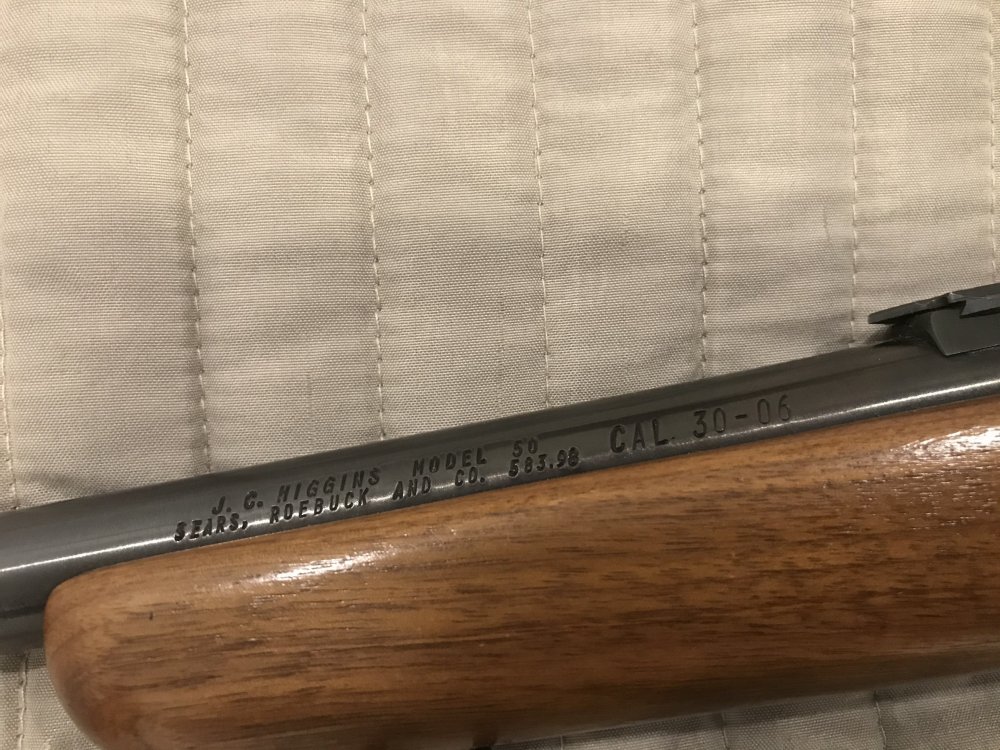 J. C. HIGGINS MODEL 50
SEARS, ROEBUCK AND CO. 583.98
CAL. 30-06